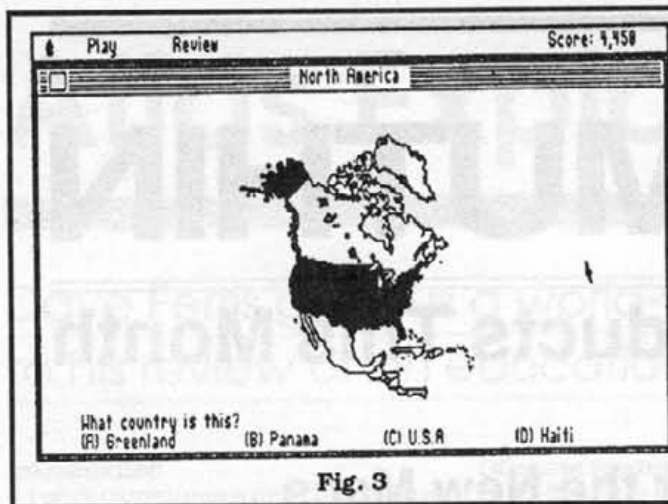 Play Review Score: 4,450
North America
What country is this?
(A) Greenland (B) Panama (C) U.S.A (D) Haiti
Fig. 3